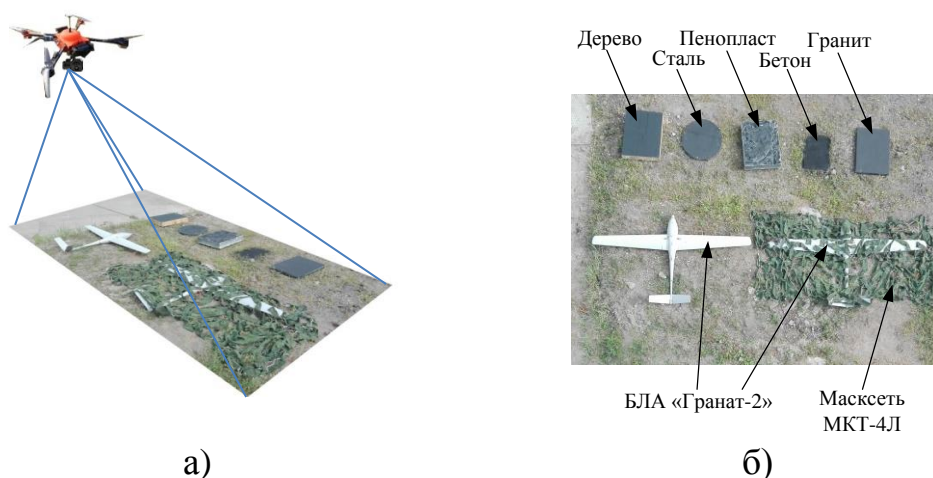 Дерево
Сталь
Пенопласт
Бетон
Гранит
БЛА «Гранат-2»
Масксеть
МКТ-4Л
а)
б)